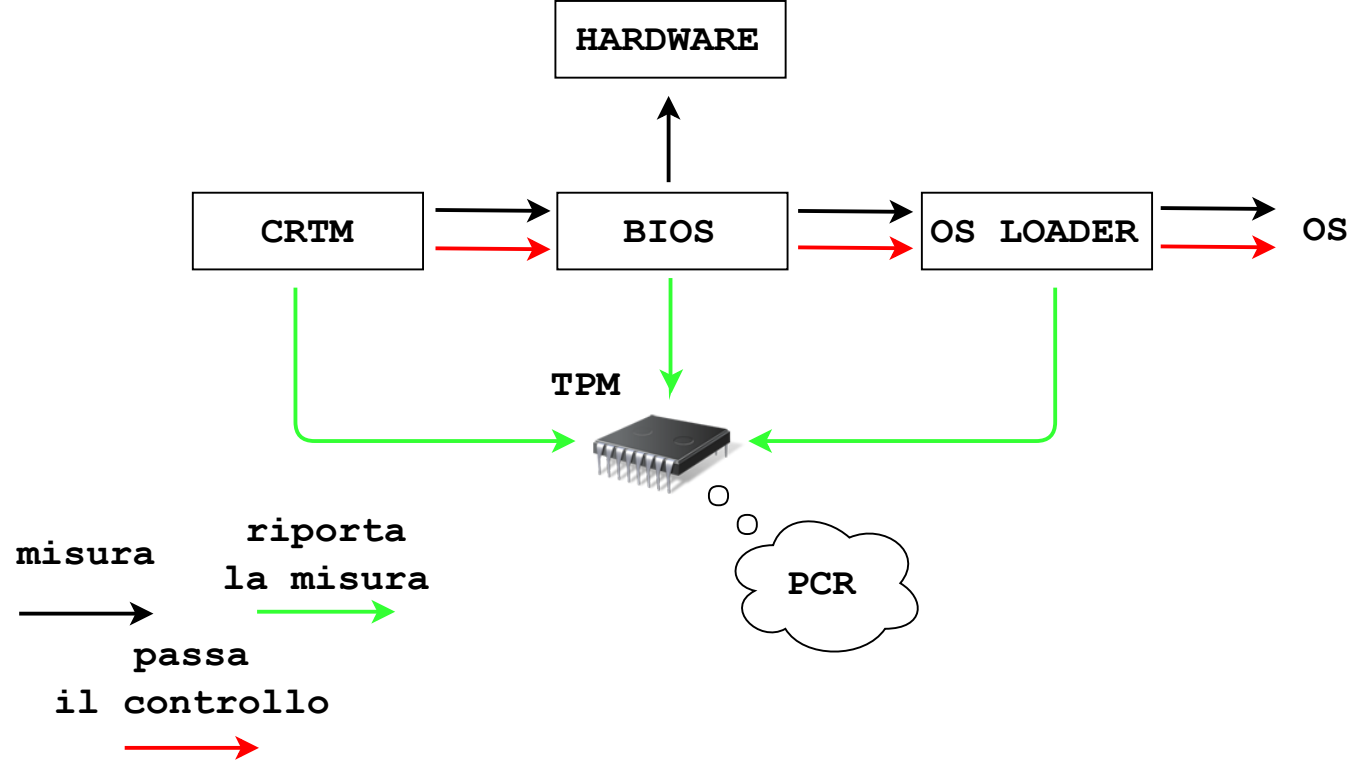 HARDWARE
CRTM
BIOS
OS LOADER
OS
TPM
PCR
misura
riporta
la misura
passa
il controllo